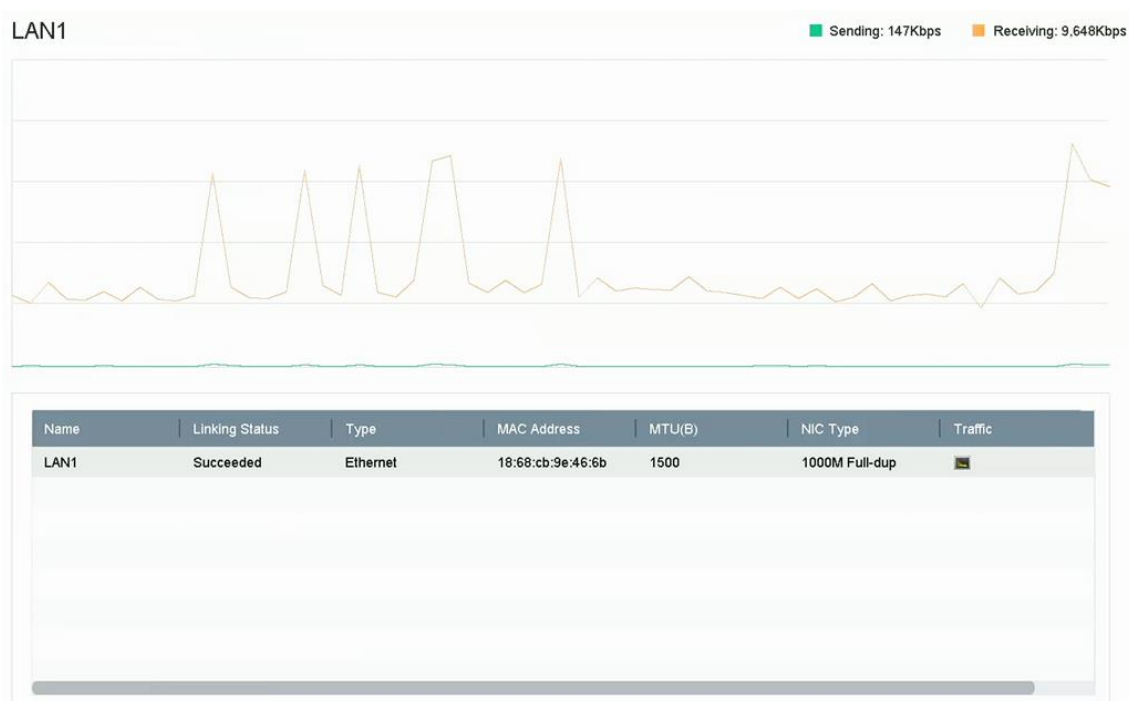 LAN1
Sending: 147Kbps Receiving: 9,648Kbps
Name Linking Status Type MAC Address MTU(B) NIC Type Traffic
LAN1 Succeeded Ethernet 18:68:cb:9e:46:6b 1500 1000M Full-dup